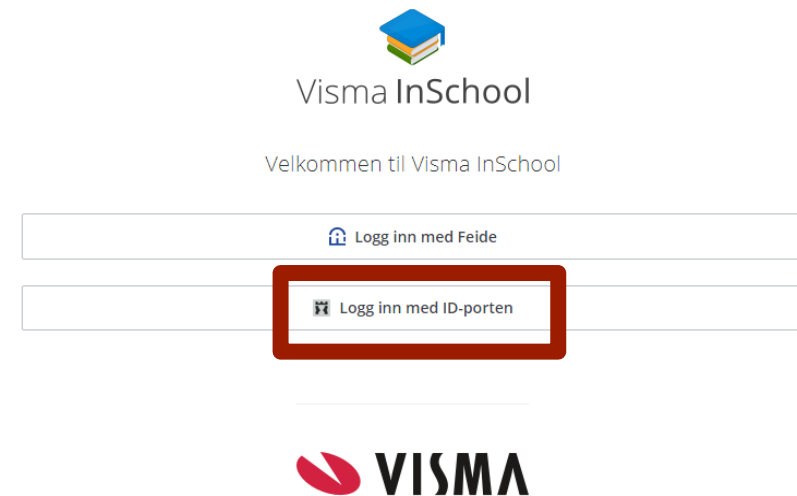 Visma InSchool
Velkommen til Visma InSchool
Logg inn med Feide
Logg inn med ID-porten
VISMA